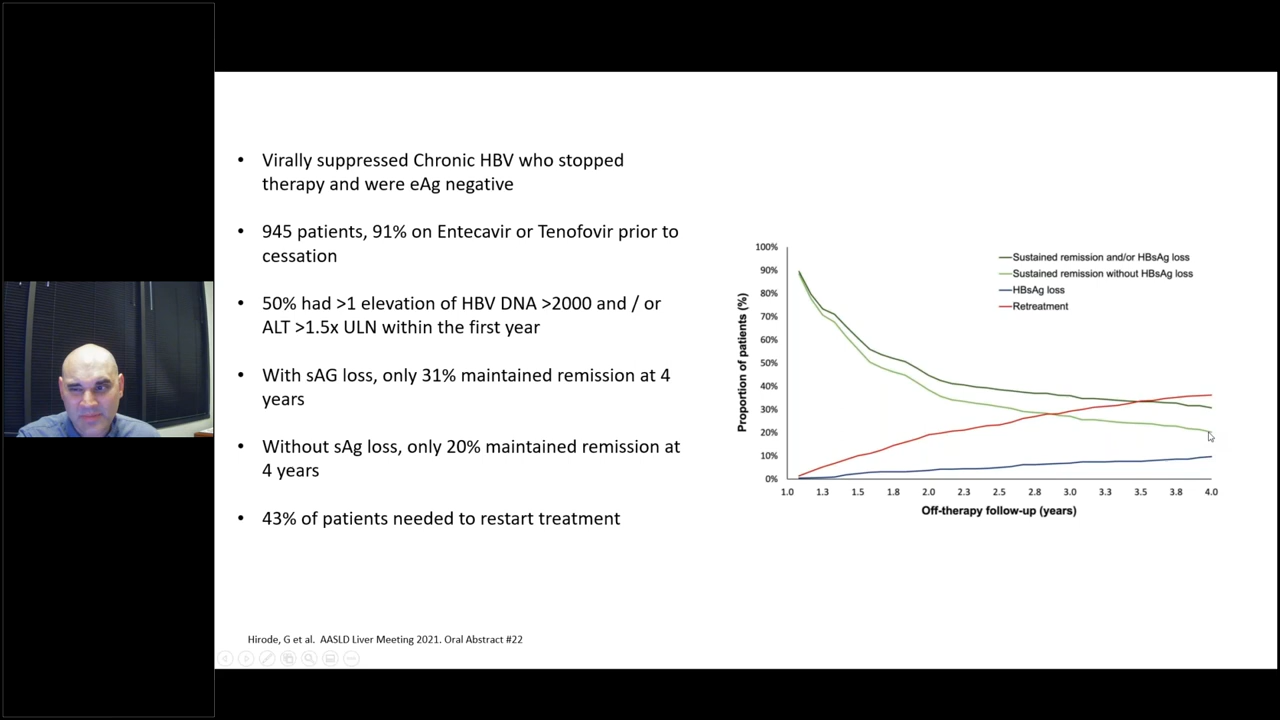 • Virally suppressed Chronic HBV who stopped
therapy and were eAg negative
• 945 patients, 91% on Entecavir or Tenofovir prior to
cessation
• 50% had >1 elevation of HBV DNA >2000 and / or
ALT >1.5x ULN within the first year
• With sAG loss, only 31% maintained remission at 4
years
• Without sAg loss, only 20% maintained remission at
4 years
• 43% of patients needed to restart treatment
Hirode, G et al. AASLD Liver Meeting 2021. Oral Abstract #22
Sustained remission and/or HBsAg loss
Sustained remission without HBsAg loss
HBsAg loss
Retreatment
Proportion of patients (%)
100%
90%
80%
70%
60%
50%
40%
30%
20%
10%
0%
1.0 1.3 1.5 1.8 2.0 2.3 2.5 2.8 3.0 3.3 3.5 3.8 4.0
Off-therapy follow-up (years)